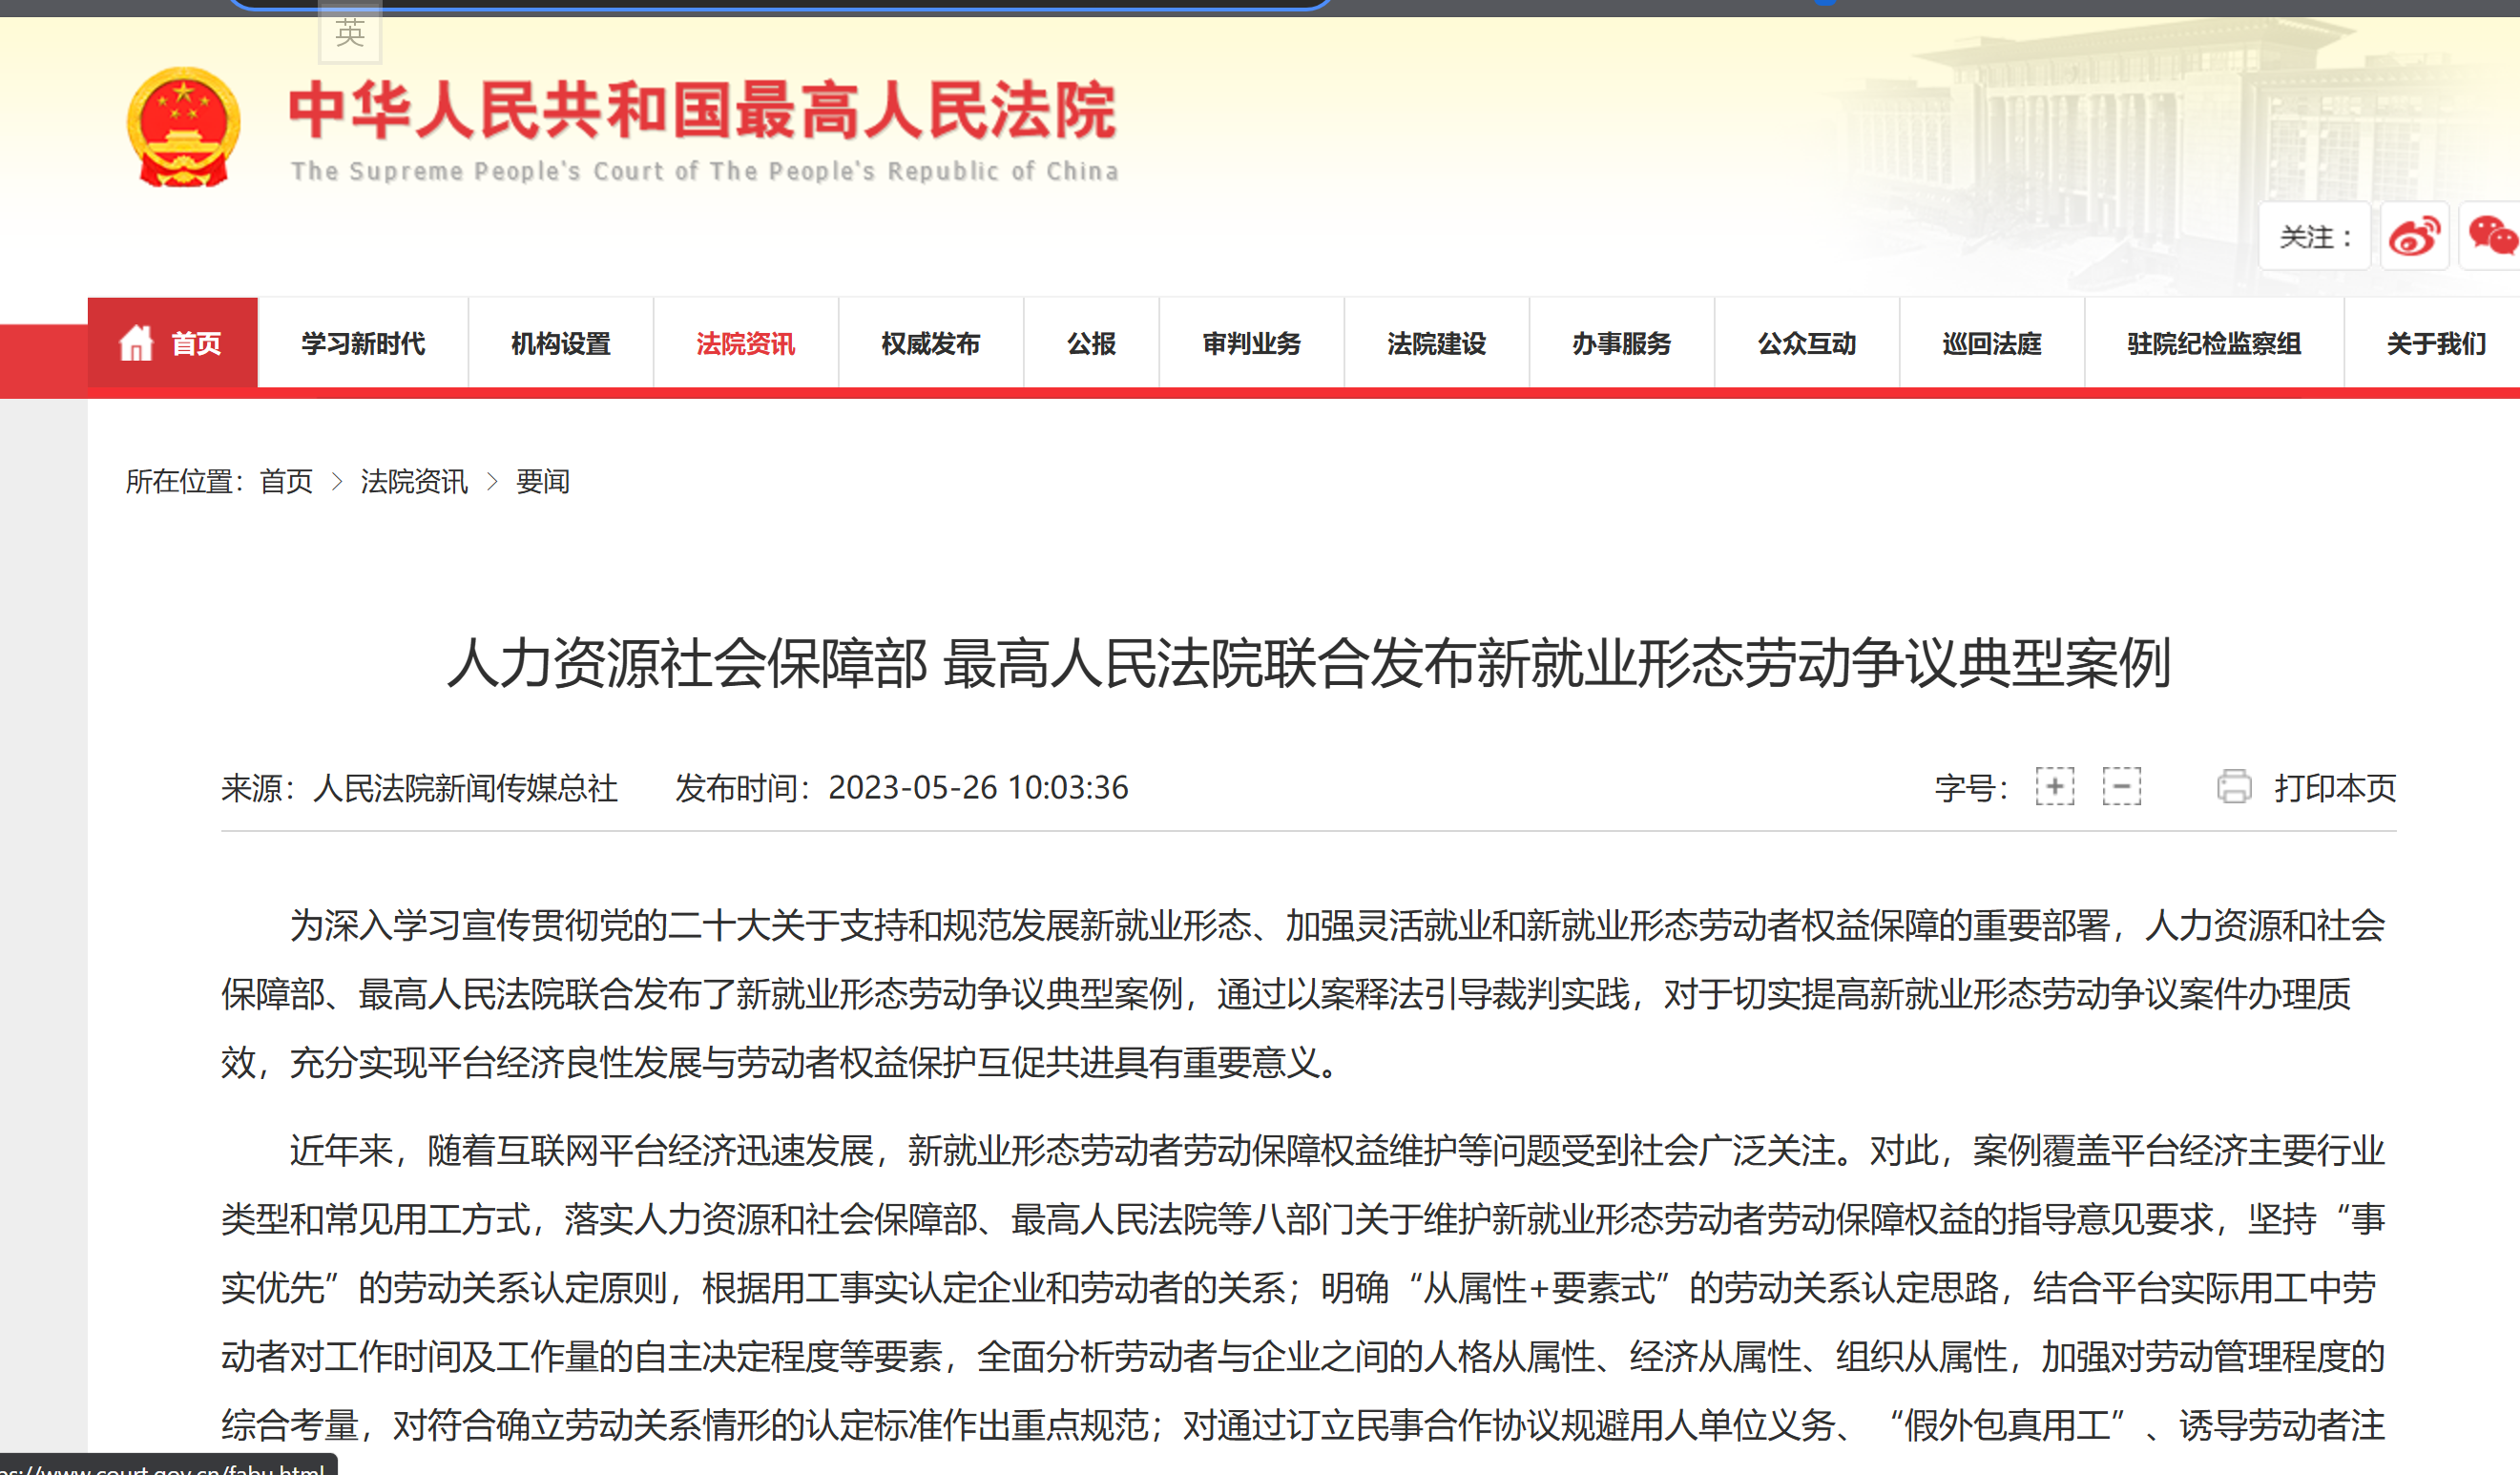 英
中华人民共和国最高人民法院
The Supreme People's Court of The People's Republic of China
关注：
首页 学习新时代 机构设置 法院资讯 权威发布 公报 审判业务 法院建设 办事服务 公众互动 巡回法庭 驻院纪检监察组 关于我们
所在位置：首页 > 法院资讯 > 要闻
人力资源社会保障部 最高人民法院联合发布新就业形态劳动争议典型案例
来源：人民法院新闻传媒总社 发布时间：2023-05-26 10:03:36 字号： + − 打印本页
为深入学习宣传贯彻党的二十大关于支持和规范发展新就业形态、加强灵活就业和新就业形态劳动者权益保障的重要部署，人力资源和社会
保障部、最高人民法院联合发布了新就业形态劳动争议典型案例，通过以案释法引导裁判实践，对于切实提高新就业形态劳动争议案件办理质
效，充分实现平台经济良性发展与劳动者权益保护互促共进具有重要意义。
近年来，随着互联网平台经济迅速发展，新就业形态劳动者劳动保障权益维护等问题受到社会广泛关注。对此，案例覆盖平台经济主要行业
类型和常见用工方式，落实人力资源和社会保障部、最高人民法院等八部门关于维护新就业形态劳动者劳动保障权益的指导意见要求，坚持“事
实优先”的劳动关系认定原则，根据用工事实认定企业和劳动者的关系；明确“从属性+要素式”的劳动关系认定思路，结合平台实际用工中劳
动者对工作时间及工作量的自主决定程度等要素，全面分析劳动者与企业之间的人格从属性、经济从属性、组织从属性，加强对劳动管理程度的
综合考量，对符合确立劳动关系情形的认定标准作出重点规范；对通过订立民事合作协议规避用人单位义务、“假外包真用工”、诱导劳动者注
ps://www.court.gov.cn/fabu.html